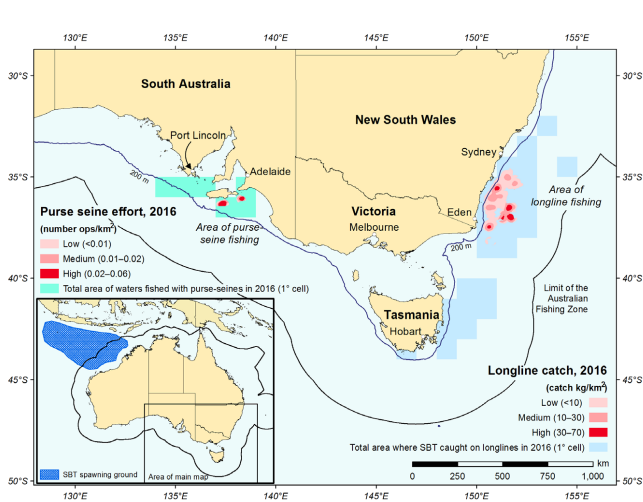 130°E 135°E 140°E 145°E 150°E 155°E
30°S 30°S
South Australia
New South Wales
Port Lincoln
Sydney
200 m
Adelaide
35°S 35°S
Area of
longline fishing
Purse seine effort, 2016
(number ops/km²)
Low (<0.01)
Medium (0.01–0.02)
High (0.02–0.06)
Total area of waters fished with purse-seines in 2016 (1° cell)
Area of purse-
seine fishing
Victoria
Melbourne
Eden
200 m
40°S 40°S
Limit of the
Australian
Fishing Zone
Tasmania
Hobart
45°S 45°S
Longline catch, 2016
(catch kg/km²)
Low (<10)
Medium (10–30)
High (30–70)
Total area where SBT caught on longlines in 2016 (1° cell)
km
0 250 500 750 1,000
SBT spawning ground
Area of main map
50°S 50°S
130°E 135°E 140°E 145°E 150°E 155°E